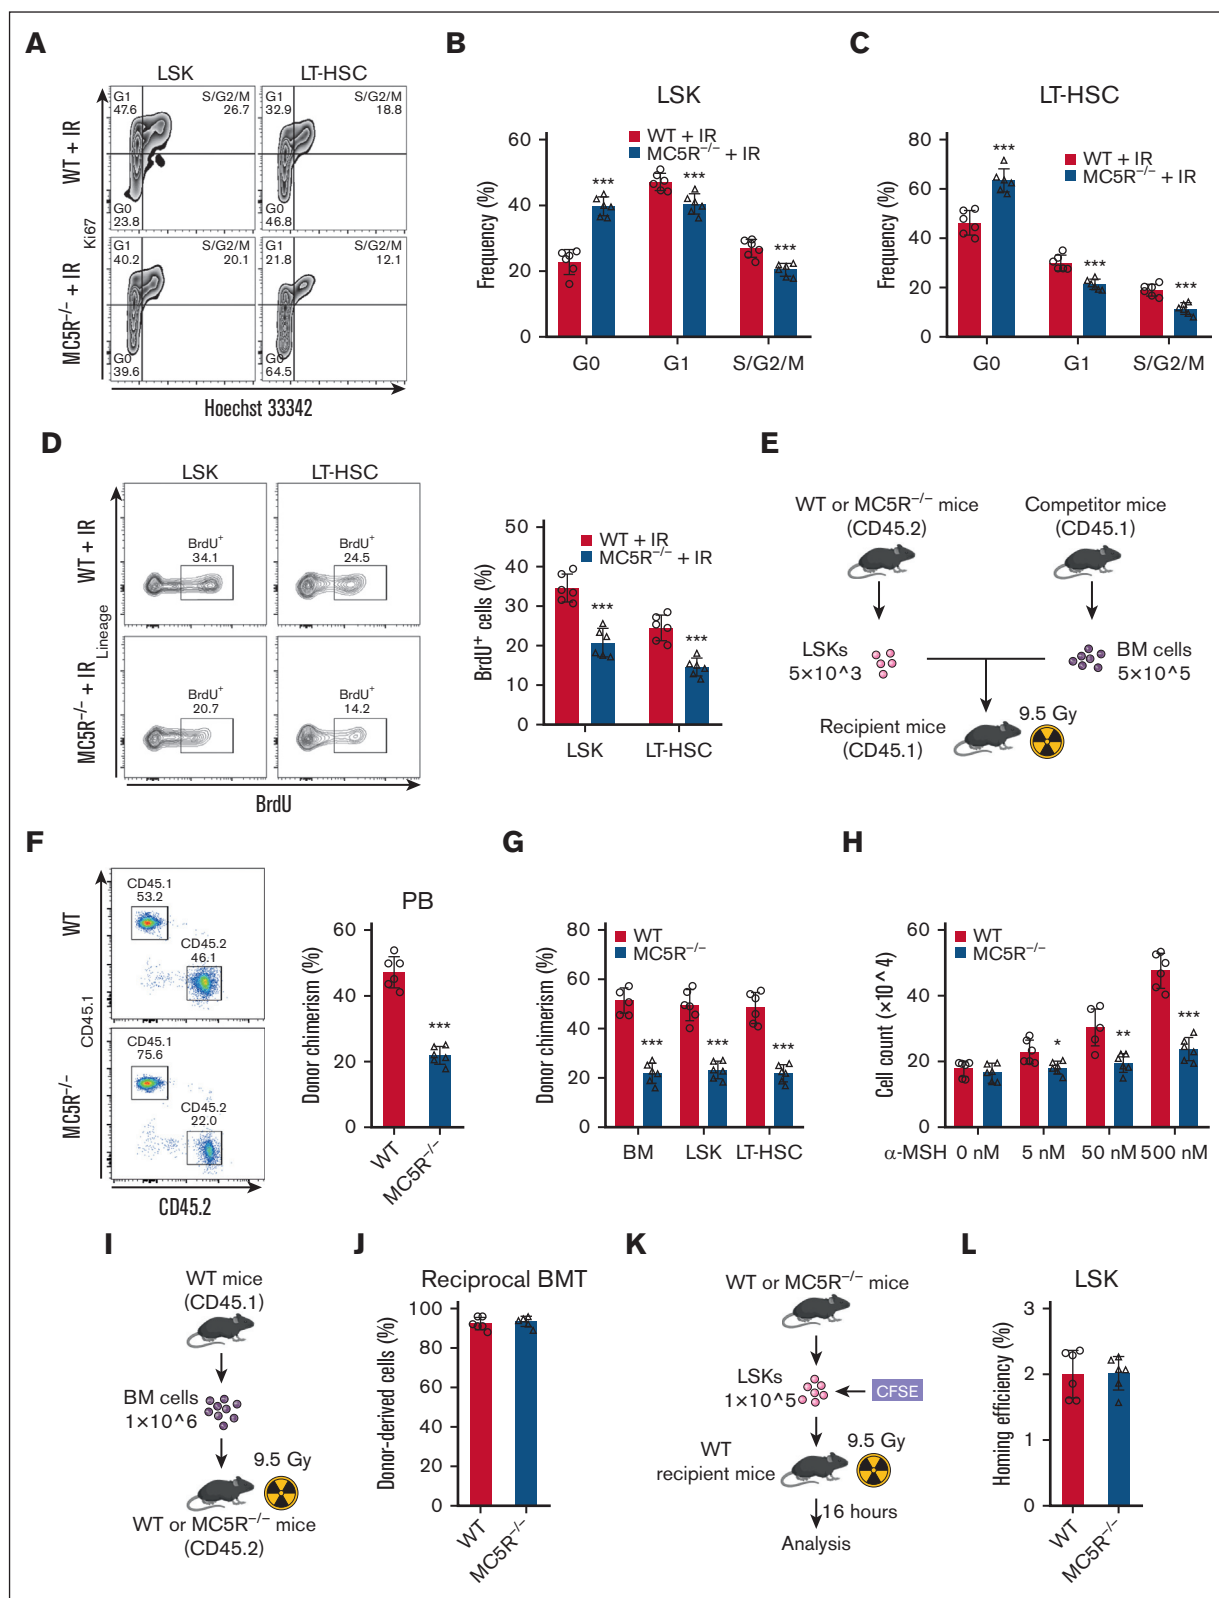 A
LSK
LT-HSC
WT + IR
MC5R−/− + IR
Ki67
G1
47.6
S/G2/M
26.7
G0
23.8
G1
32.9
S/G2/M
18.8
G0
46.8
G1
40.2
S/G2/M
20.1
G0
39.6
G1
21.8
S/G2/M
12.1
G0
64.5
Hoechst 33342
B
LSK
WT + IR
MC5R−/− + IR
Frequency (%)
60
40
20
0
***
***
***
G0
G1
S/G2/M
C
LT-HSC
WT + IR
MC5R−/− + IR
Frequency (%)
80
60
40
20
0
***
***
***
G0
G1
S/G2/M
D
LSK
LT-HSC
WT + IR
MC5R−/− + IR
Lineage
BrdU+
34.1
BrdU+
24.5
BrdU+
20.7
BrdU+
14.2
BrdU
WT + IR
MC5R−/− + IR
BrdU+ cells (%)
50
40
30
20
10
0
***
***
LSK
LT-HSC
E
WT or MC5R−/− mice
(CD45.2)
Competitor mice
(CD45.1)
LSKs
5×10^3
BM cells
5×10^5
Recipient mice
(CD45.1)
9.5 Gy
F
WT
MC5R−/−
CD45.1
CD45.1
53.2
CD45.2
46.1
CD45.1
75.6
CD45.2
22.0
CD45.2
PB
Donor chimerism (%)
60
40
20
0
***
WT
MC5R−/−
G
WT
MC5R−/−
Donor chimerism (%)
80
60
40
20
0
***
***
***
BM
LSK
LT-HSC
H
WT
MC5R−/−
Cell count (×10^4)
60
40
20
0
*
**
***
α-MSH 0 nM
5 nM
50 nM
500 nM
I
WT mice
(CD45.1)
BM cells
1×10^6
9.5 Gy
WT or MC5R−/− mice
(CD45.2)
J
Reciprocal BMT
Donor-derived cells (%)
100
80
60
40
20
0
WT
MC5R−/−
K
WT or MC5R−/− mice
LSKs
1×10^5
CFSE
WT
recipient mice
9.5 Gy
16 hours
Analysis
L
LSK
Homing efficiency (%)
3
2
1
0
WT
MC5R−/−